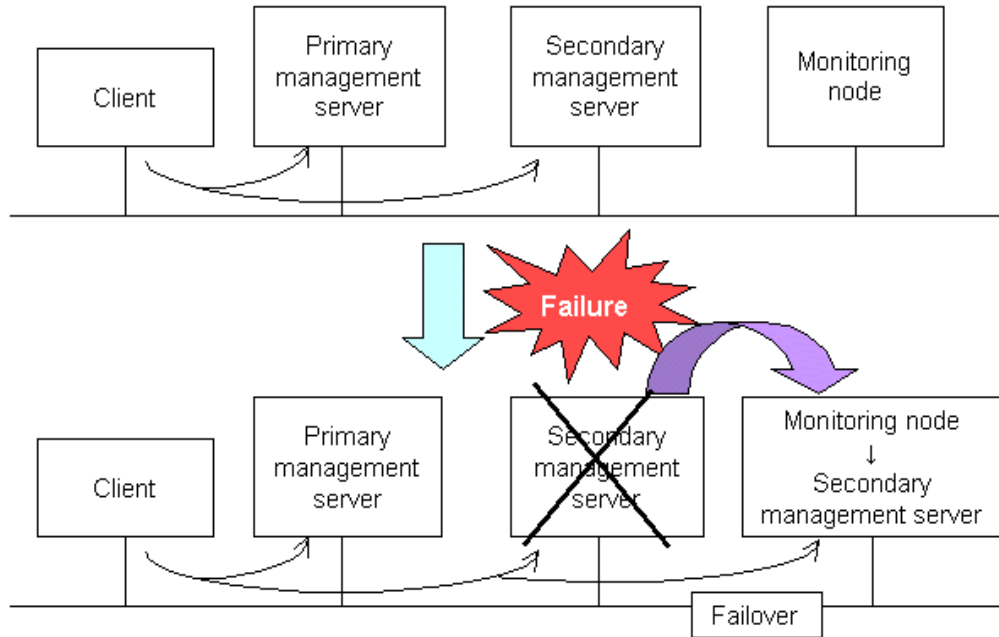 Client
Primary
management
server
Secondary
management
server
Monitoring
node
Failure
Client
Primary
management
server
Secondary
management
server
Monitoring node
↓
Secondary
management server
Failover